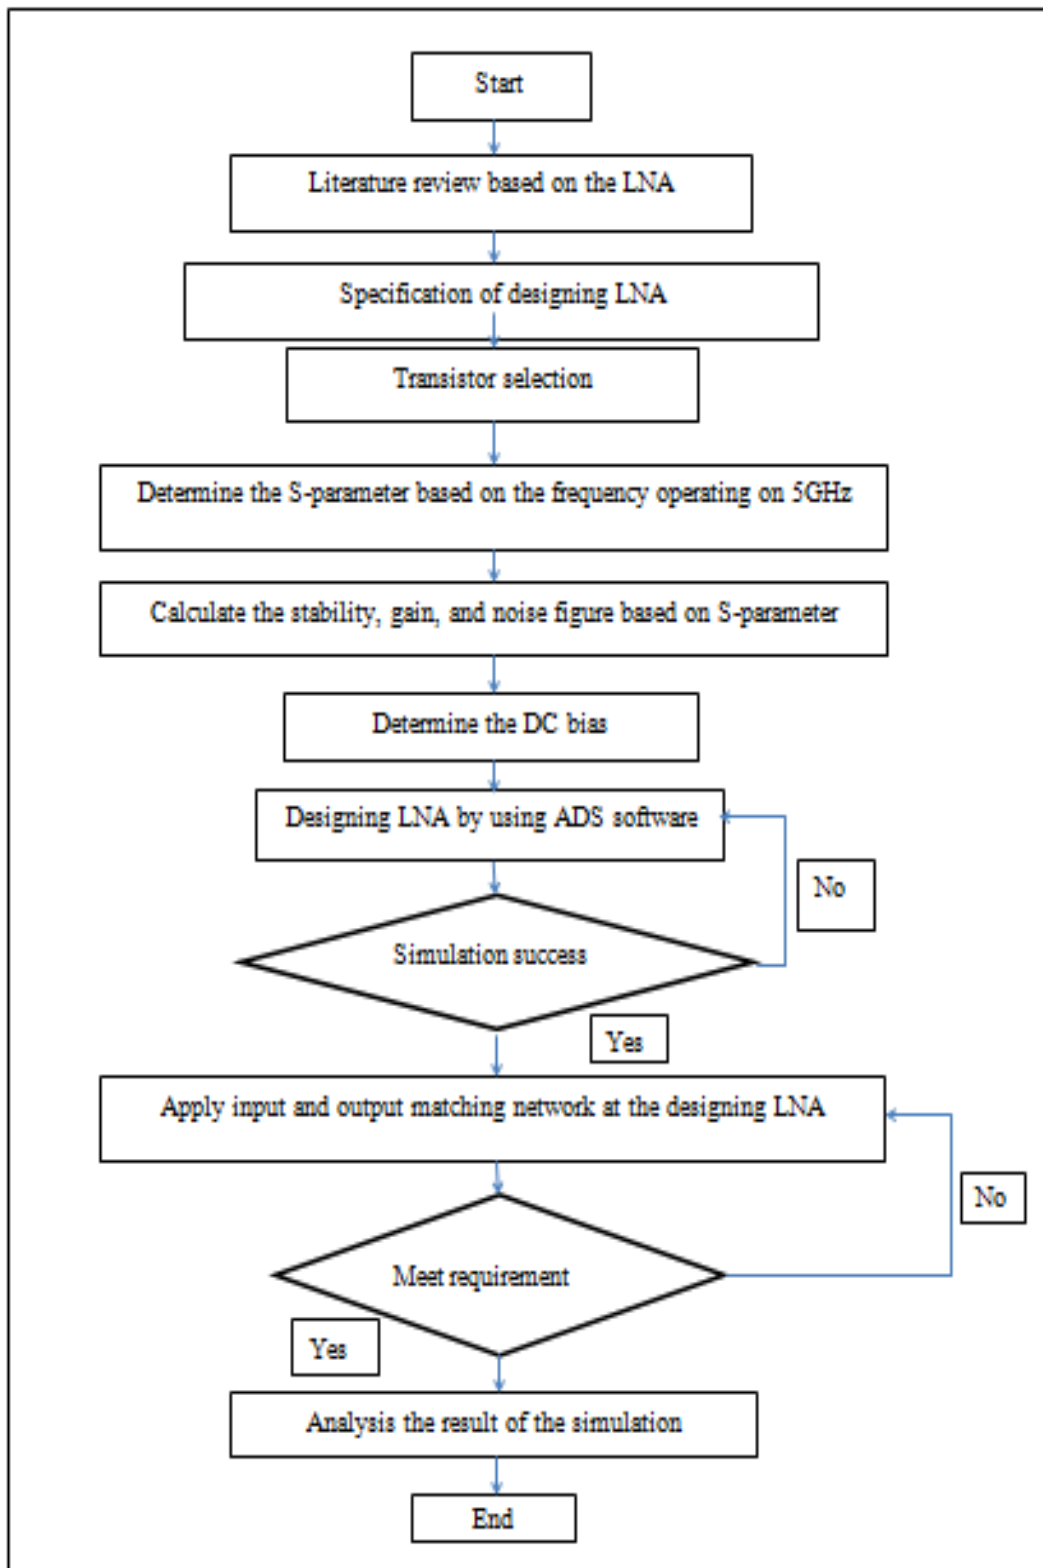 Start
Literature review based on the LNA
Specification of designing LNA
Transistor selection
Determine the S-parameter based on the frequency operating on 5GHz
Calculate the stability, gain, and noise figure based on S-parameter
Determine the DC bias
Designing LNA by using ADS software
No
Simulation success
Yes
Apply input and output matching network at the designing LNA
No
Meet requirement
Yes
Analysis the result of the simulation
End